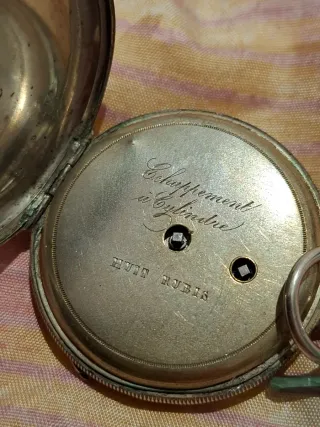 Echappement
à Cylindre
HUIT RUBIS